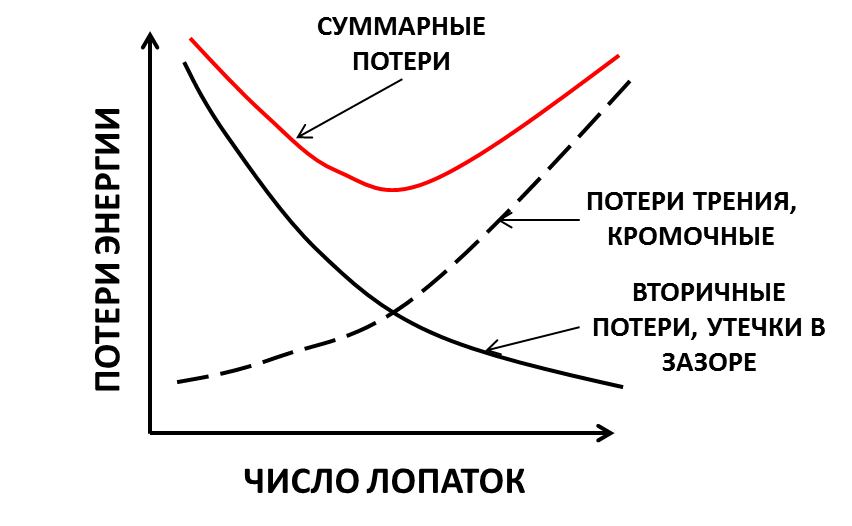 СУММАРНЫЕ
ПОТЕРИ
ПОТЕРИ ЭНЕРГИИ
ПОТЕРИ ТРЕНИЯ,
КРОМОЧНЫЕ
ВТОРИЧНЫЕ
ПОТЕРИ, УТЕЧКИ В
ЗАЗОРЕ
ЧИСЛО ЛОПАТОК